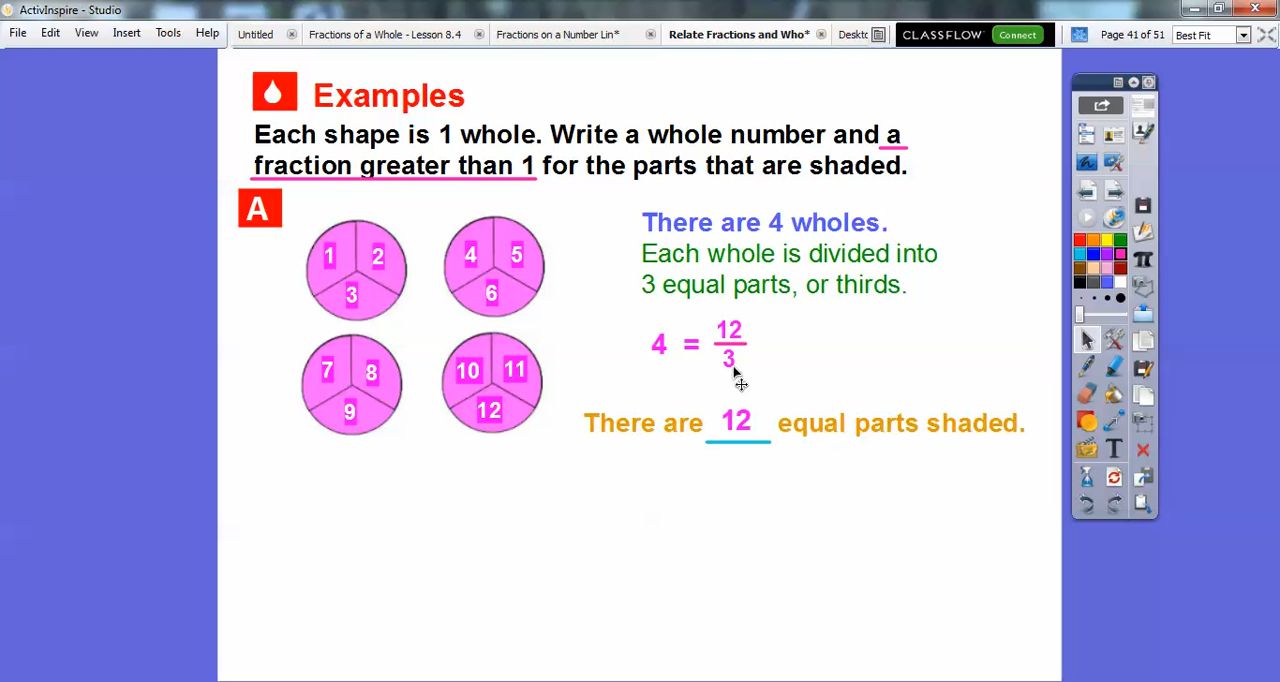 ActivInspire - Studio
File Edit View Insert Tools Help
Untitled
Fractions of a Whole - Lesson 8.4
Fractions on a Number Lin*
Relate Fractions and Who*
Deskto
CLASSFLOW Connect
Page 41 of 51
Best Fit
Examples
Each shape is 1 whole. Write a whole number and a
fraction greater than 1 for the parts that are shaded.
A
1 2
3
4 5
6
7 8
9
10 11
12
There are 4 wholes.
Each whole is divided into
3 equal parts, or thirds.
4 = 12/3
There are 12 equal parts shaded.